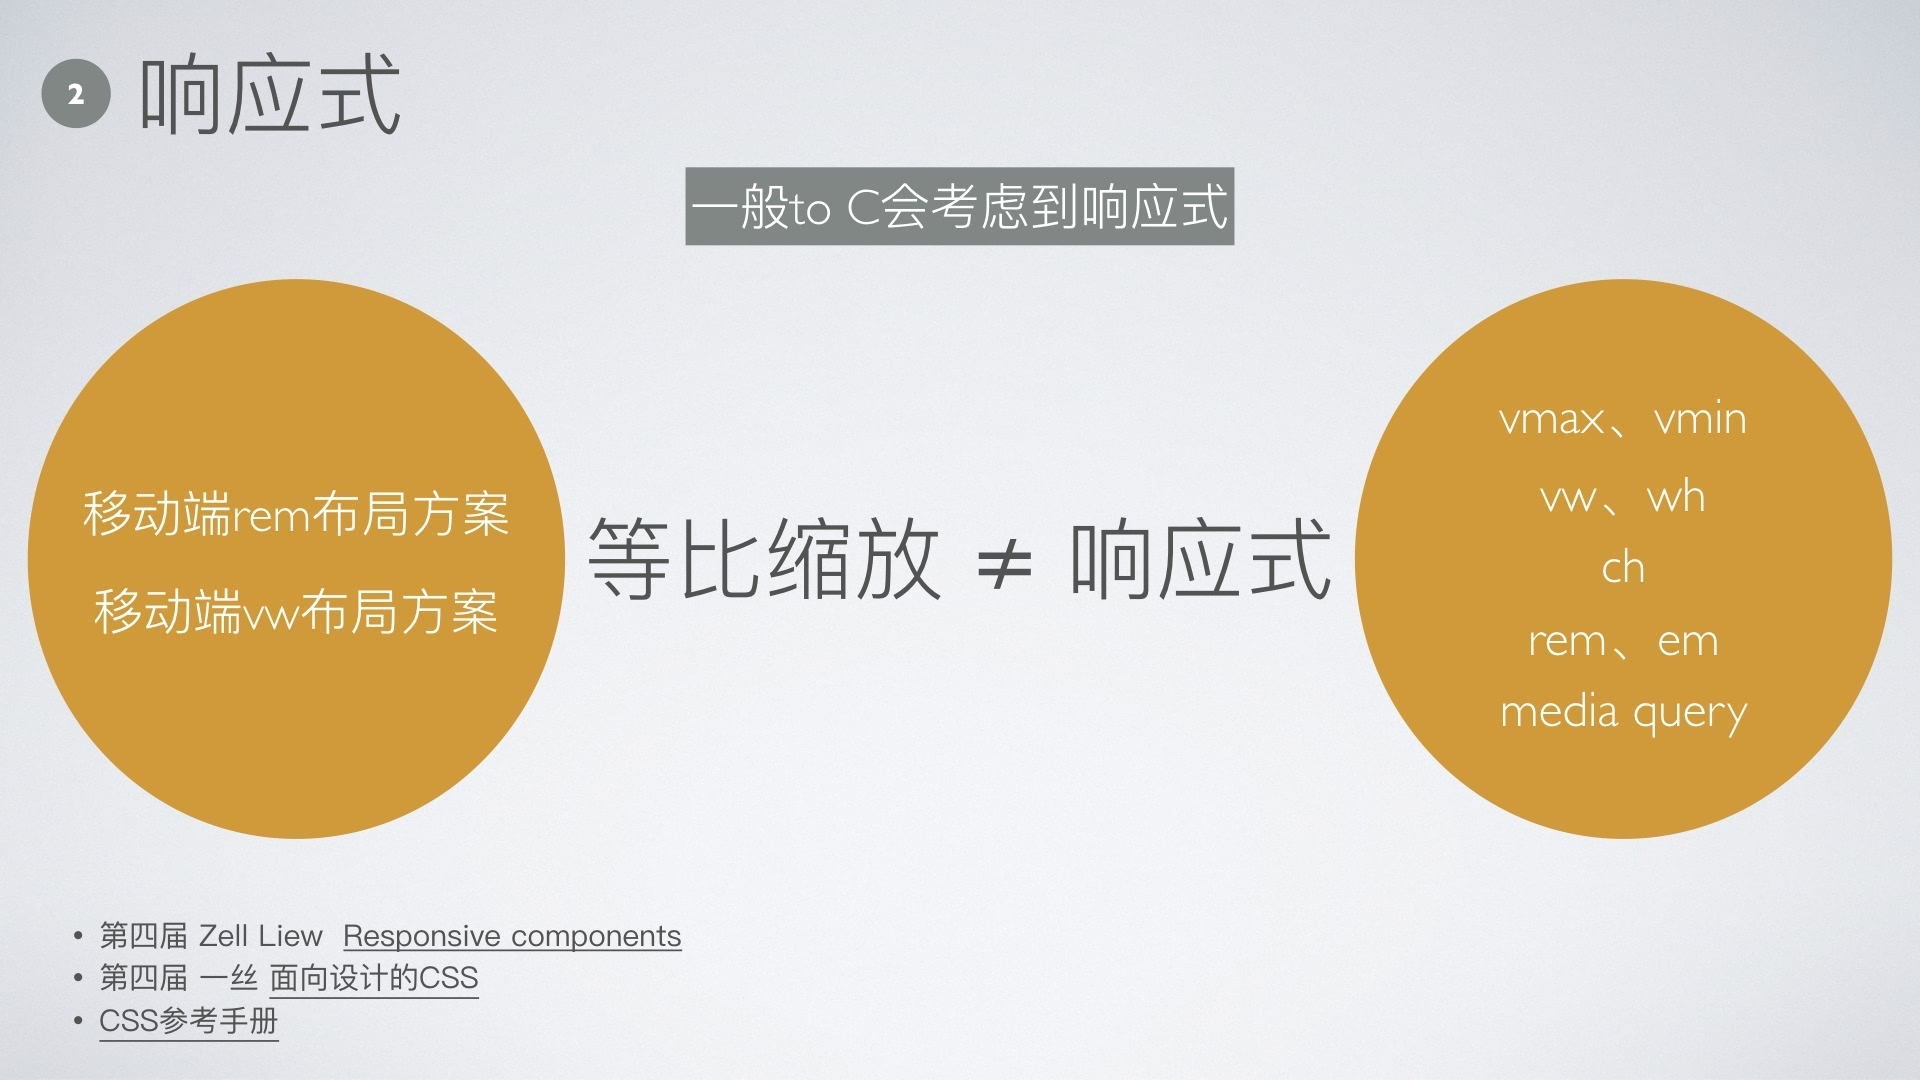 2 响应式
一般to C会考虑到响应式
移动端rem布局方案
移动端vw布局方案
等比缩放 ≠ 响应式
vmax、vmin
vw、wh
ch
rem、em
media query
• 第四届 Zell Liew Responsive components
• 第四届 一丝 面向设计的CSS
• CSS参考手册